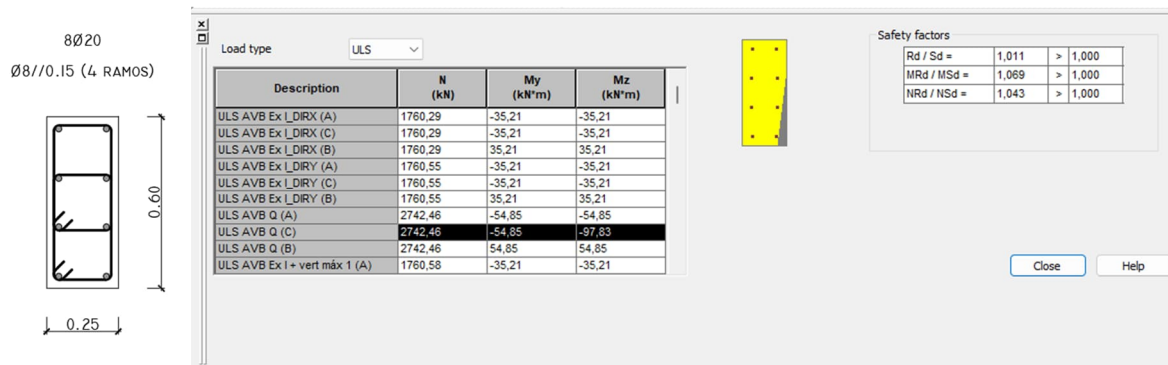 8Ø20
Ø8//0.15 (4 RAMOS)
0.60
0.25
Load type ULS
Description N (kN) My (kN*m) Mz (kN*m)
ULS AVB Ex I_DIRX (A) 1760,29 -35,21 -35,21
ULS AVB Ex I_DIRX (C) 1760,29 -35,21 -35,21
ULS AVB Ex I_DIRX (B) 1760,29 35,21 35,21
ULS AVB Ex I_DIRY (A) 1760,55 -35,21 -35,21
ULS AVB Ex I_DIRY (C) 1760,55 -35,21 -35,21
ULS AVB Ex I_DIRY (B) 1760,55 35,21 35,21
ULS AVB Q (A) 2742,46 -54,85 -54,85
ULS AVB Q (C) 2742,46 -54,85 -97,83
ULS AVB Q (B) 2742,46 54,85 54,85
ULS AVB Ex I + vert máx 1 (A) 1760,58 -35,21 -35,21
Safety factors
Rd / Sd = 1,011 > 1,000
MRd / MSd = 1,069 > 1,000
NRd / NSd = 1,043 > 1,000
Close Help